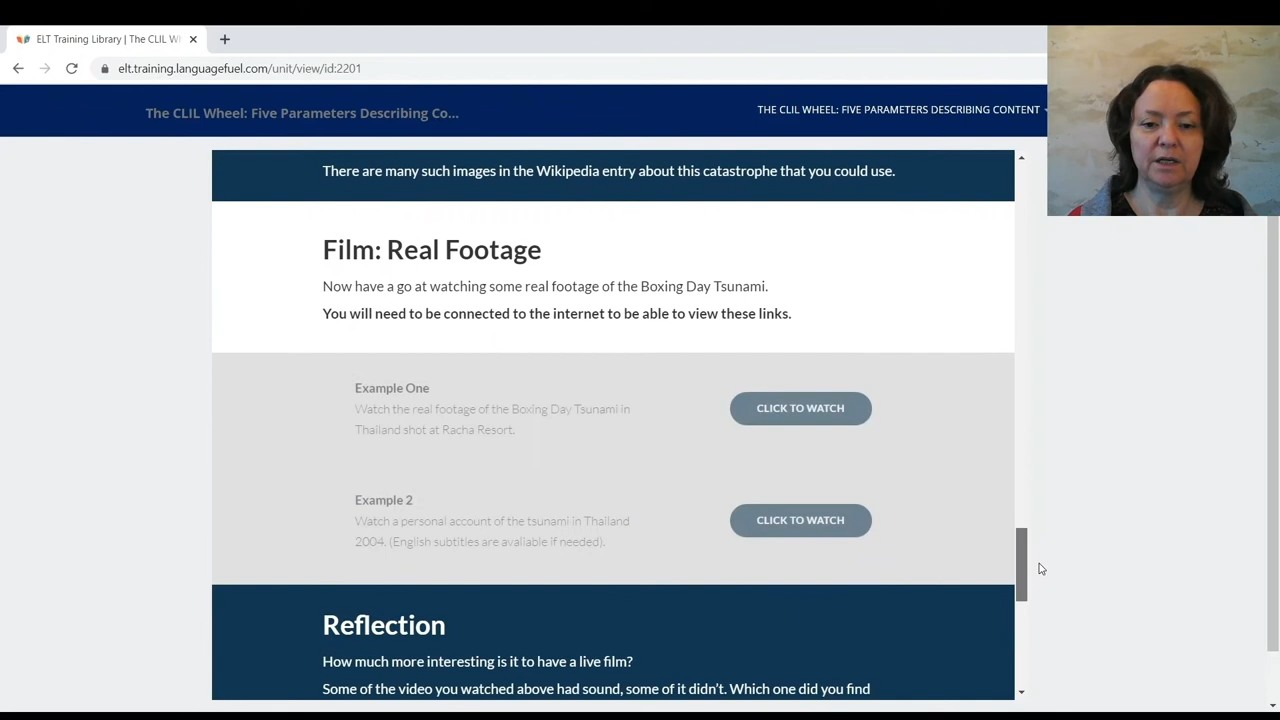 ELT Training Library | The CLIL W
elt.training.languagefuel.com/unit/view/id:2201
The CLIL Wheel: Five Parameters Describing Co...
THE CLIL WHEEL: FIVE PARAMETERS DESCRIBING CONTENT
There are many such images in the Wikipedia entry about this catastrophe that you could use.
Film: Real Footage
Now have a go at watching some real footage of the Boxing Day Tsunami.
You will need to be connected to the internet to be able to view these links.
Example One
Watch the real footage of the Boxing Day Tsunami in
Thailand shot at Racha Resort.
CLICK TO WATCH
Example 2
Watch a personal account of the tsunami in Thailand
2004. (English subtitles are avaliable if needed).
CLICK TO WATCH
Reflection
How much more interesting is it to have a live film?
Some of the video you watched above had sound, some of it didn't. Which one did you find